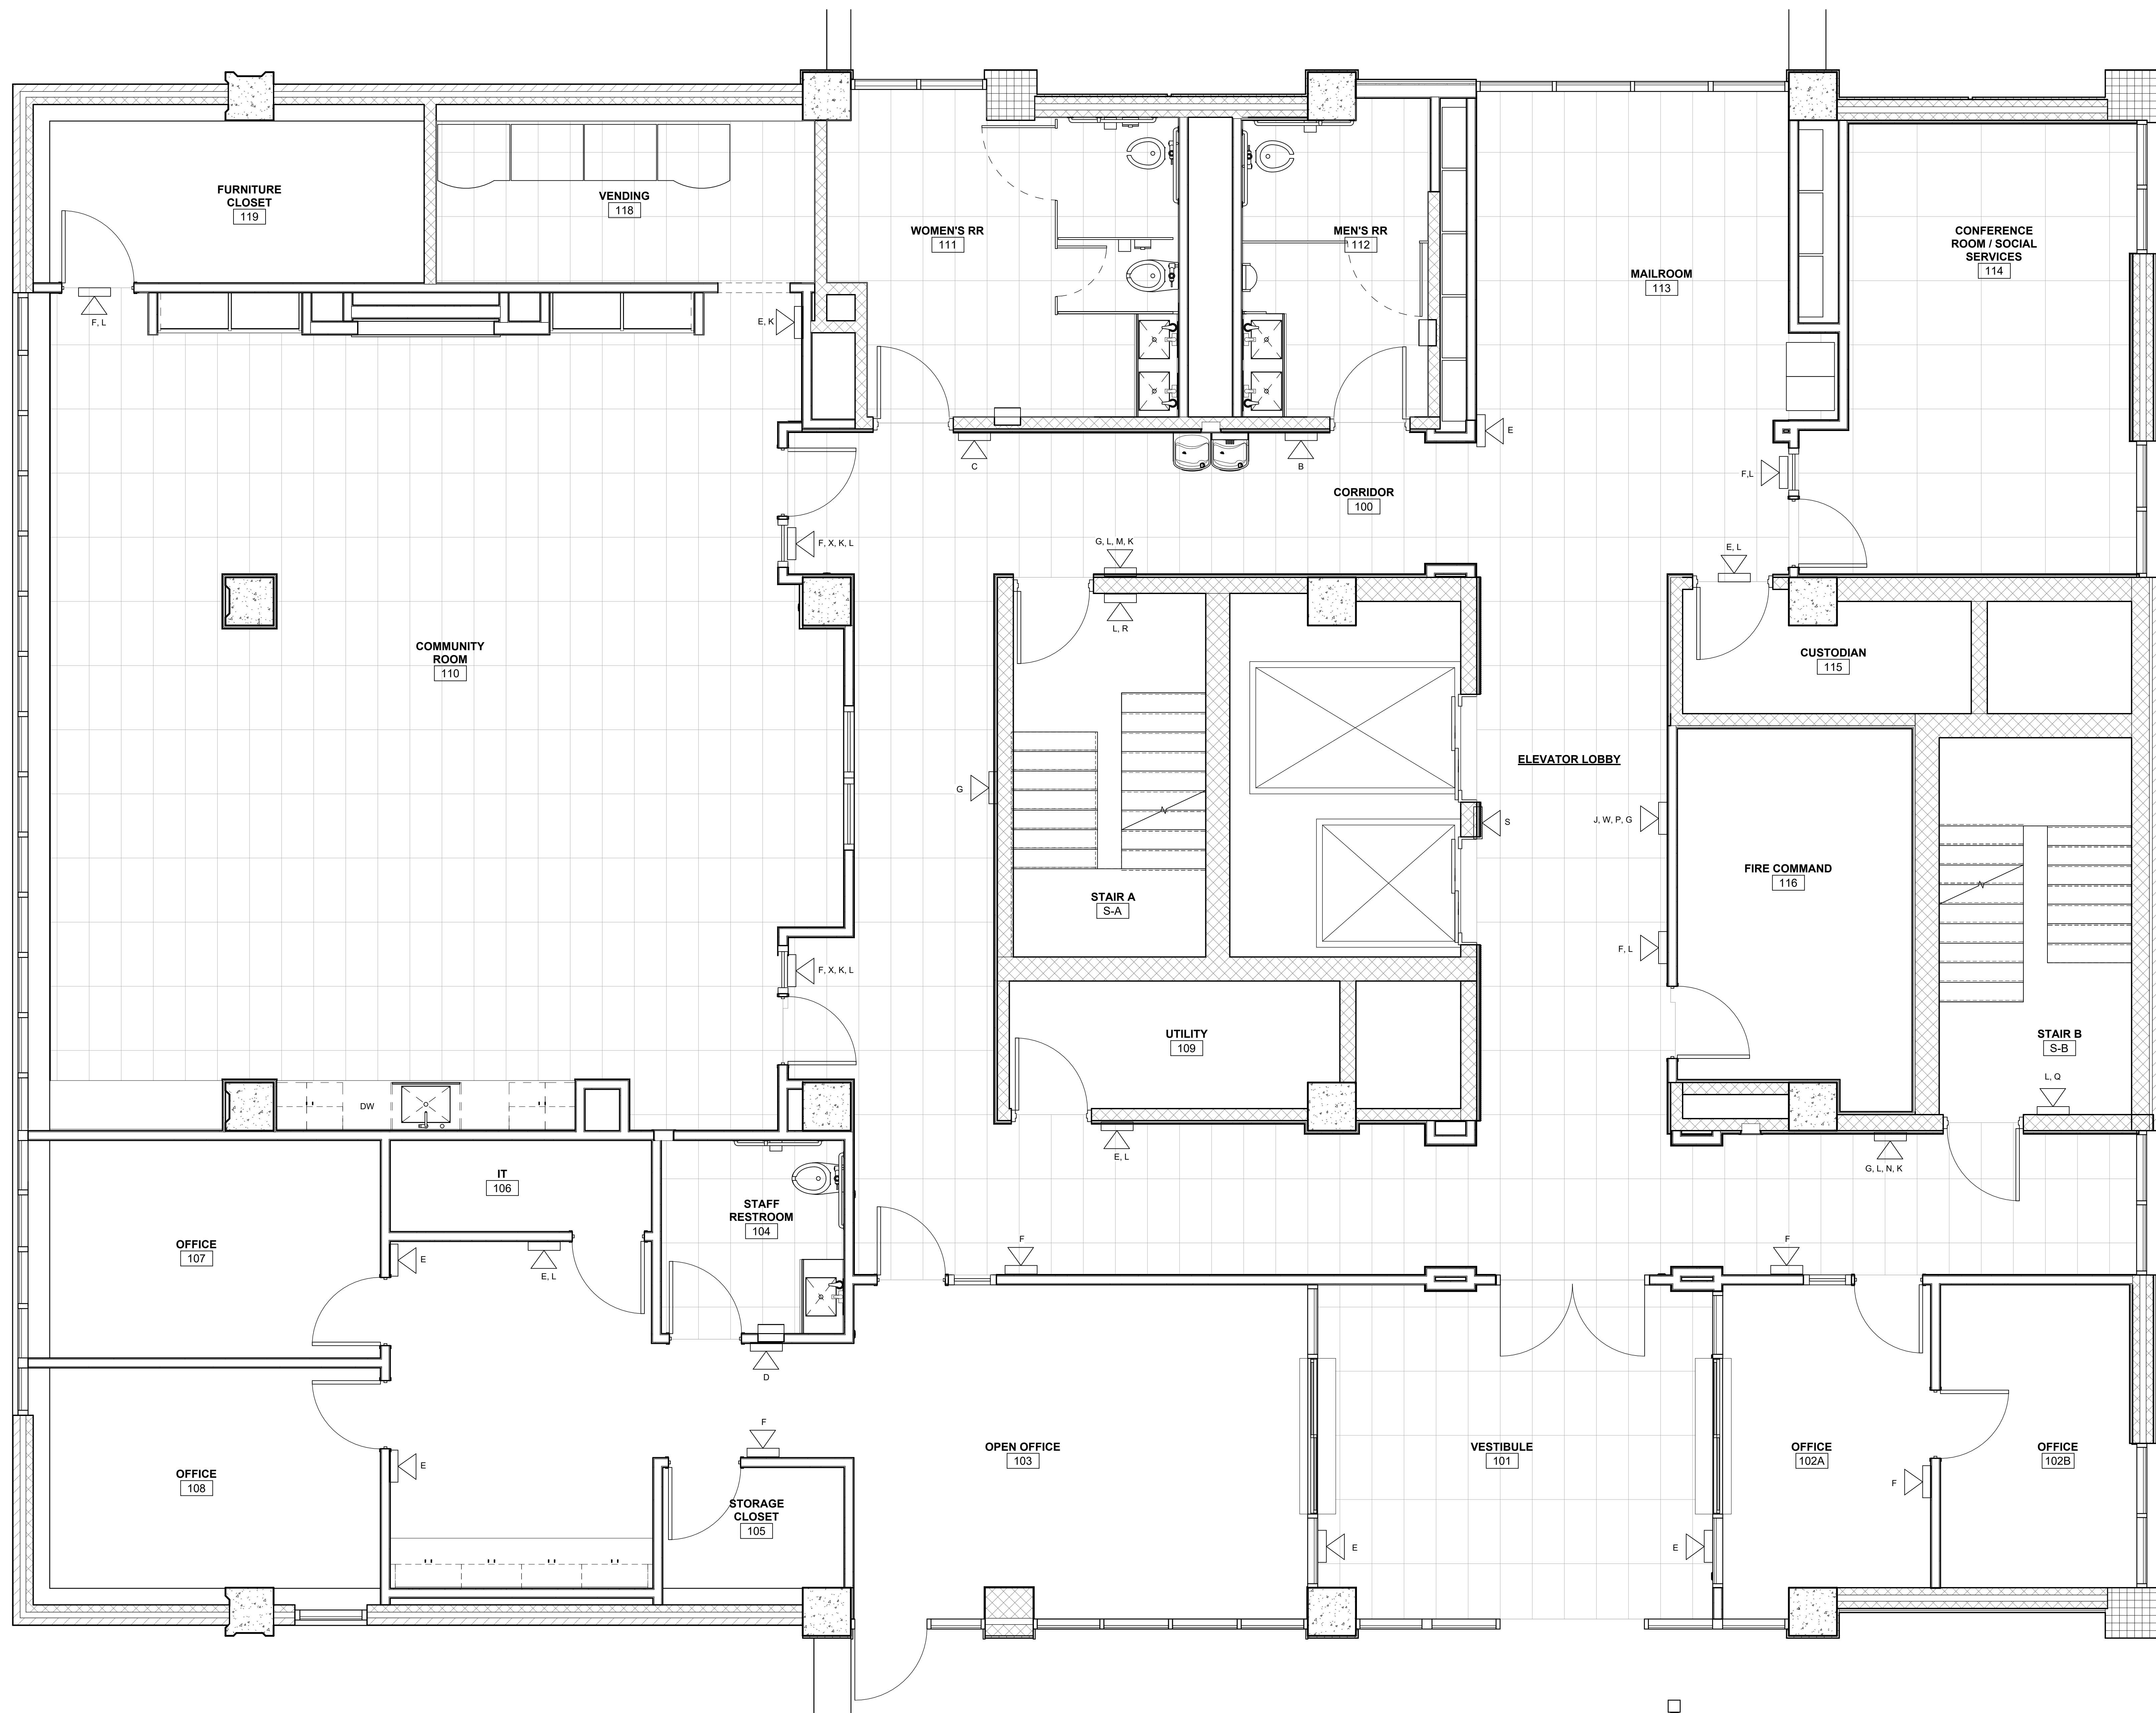 FURNITURE
CLOSET
119
VENDING
118
WOMEN'S RR
111
MEN'S RR
112
MAILROOM
113
CONFERENCE
ROOM / SOCIAL
SERVICES
114
F, L
E, K
C
B
E
F,L
CORRIDOR
100
F, X, K, L
G, L, M, K
E, L
L, R
COMMUNITY
ROOM
110
CUSTODIAN
115
ELEVATOR LOBBY
G
S
J, W, P, G
FIRE COMMAND
116
STAIR A
S-A
F, L
F, X, K, L
UTILITY
109
STAIR B
S-B
L, Q
DW
E, L
G, L, N, K
IT
106
STAFF
RESTROOM
104
OFFICE
107
E
E, L
F
F
D
F
OFFICE
108
E
OPEN OFFICE
103
VESTIBULE
101
OFFICE
102A
OFFICE
102B
F
STORAGE
CLOSET
105
E
E